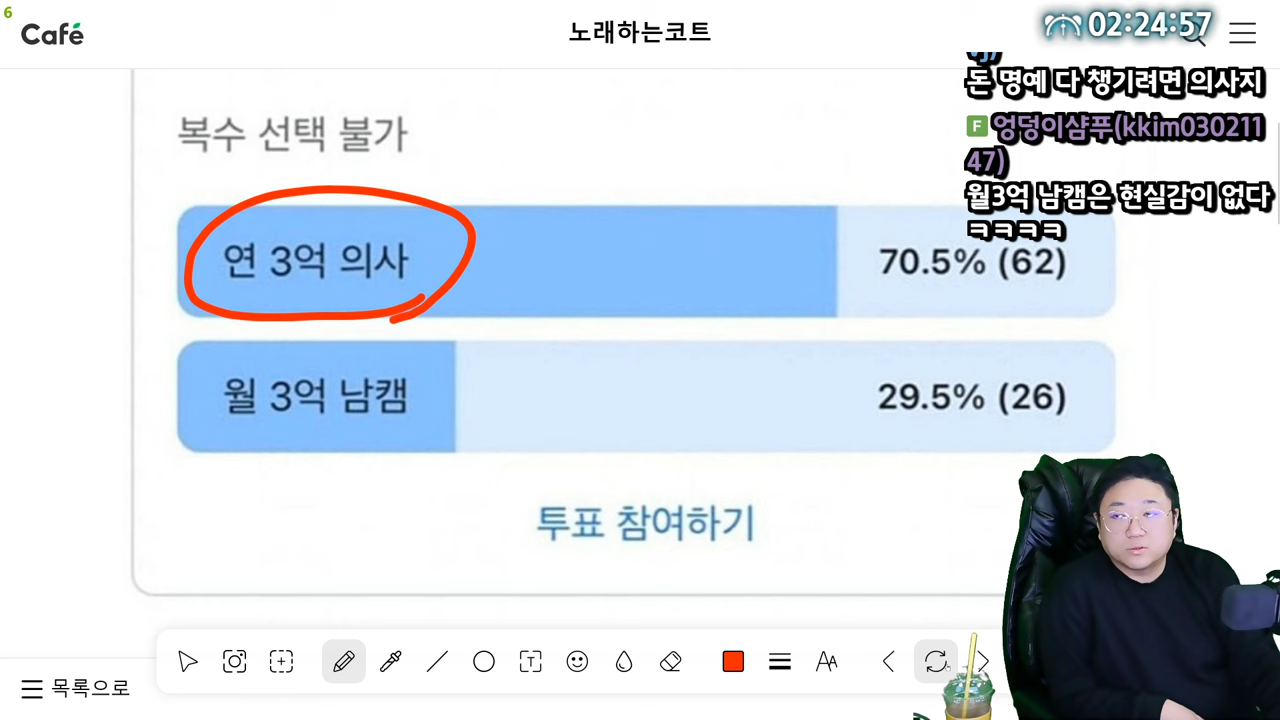 6
Café
노래하는코트
02:24:57
돈 명예 다 챙기려면 의사지
F 엉덩이샴푸(kkim030211
47)
월3억 남캠은 현실감이 없다
ㅋㅋㅋㅋ
복수 선택 불가
연 3억 의사 70.5% (62)
월 3억 남캠 29.5% (26)
투표 참여하기
T
AA
목록으로